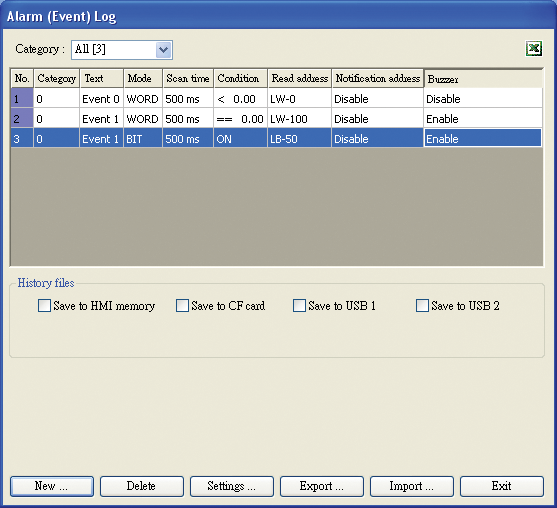 Alarm (Event) Log
Category : All [3]
No. Category Text Mode Scan time Condition Read address Notification address Buzzer
1 0 Event 0 WORD 500 ms < 0.00 LW-0 Disable Disable
2 0 Event 1 WORD 500 ms == 0.00 LW-100 Disable Enable
3 0 Event 1 BIT 500 ms ON LB-50 Disable Enable
History files
Save to HMI memory Save to CF card Save to USB 1 Save to USB 2
New ... Delete Settings ... Export ... Import ... Exit